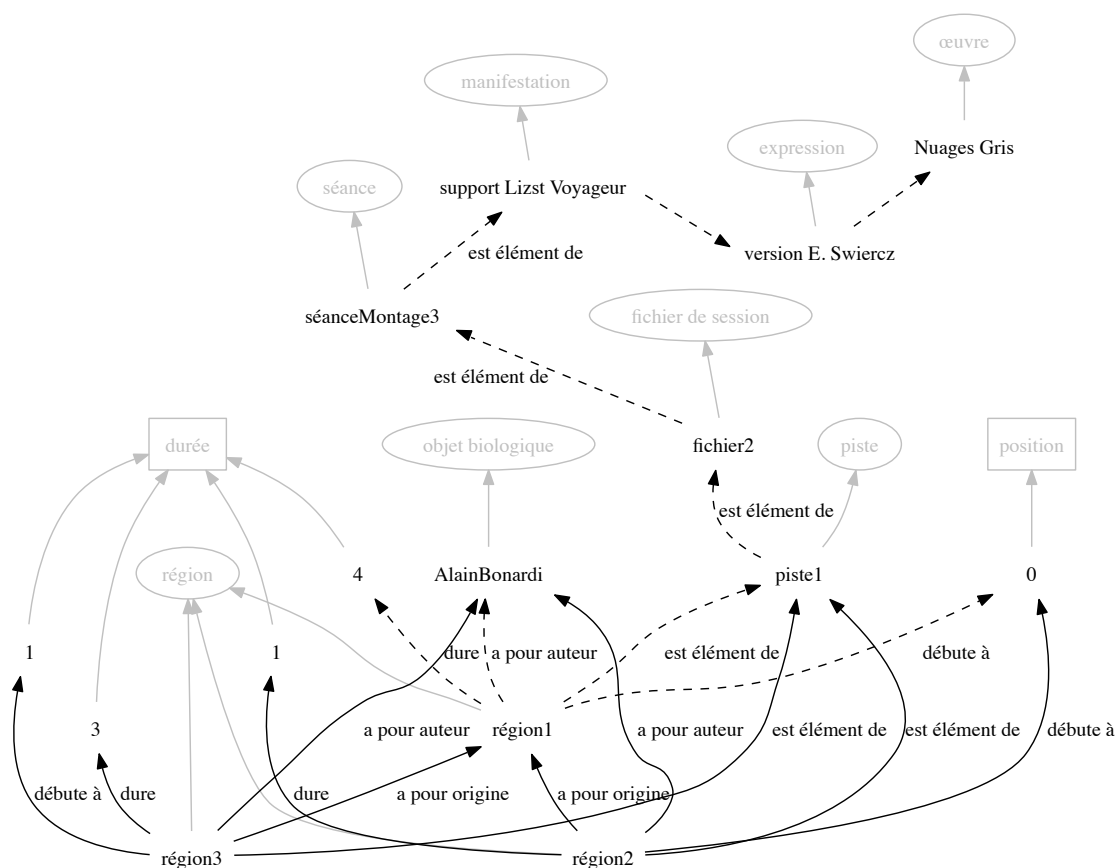 œuvre
manifestation
expression
Nuages Gris
séance
support Lizst Voyageur
est élément de
version E. Swiercz
séanceMontage3
fichier de session
est élément de
durée
objet biologique
fichier2
piste
position
est élément de
région
4
AlainBonardi
piste1
0
1
1
dure
a pour auteur
est élément de
débute à
3
a pour auteur
région1
a pour auteur
est élément de
est élément de
débute à
débute à
dure
dure
a pour origine
a pour origine
région3
région2